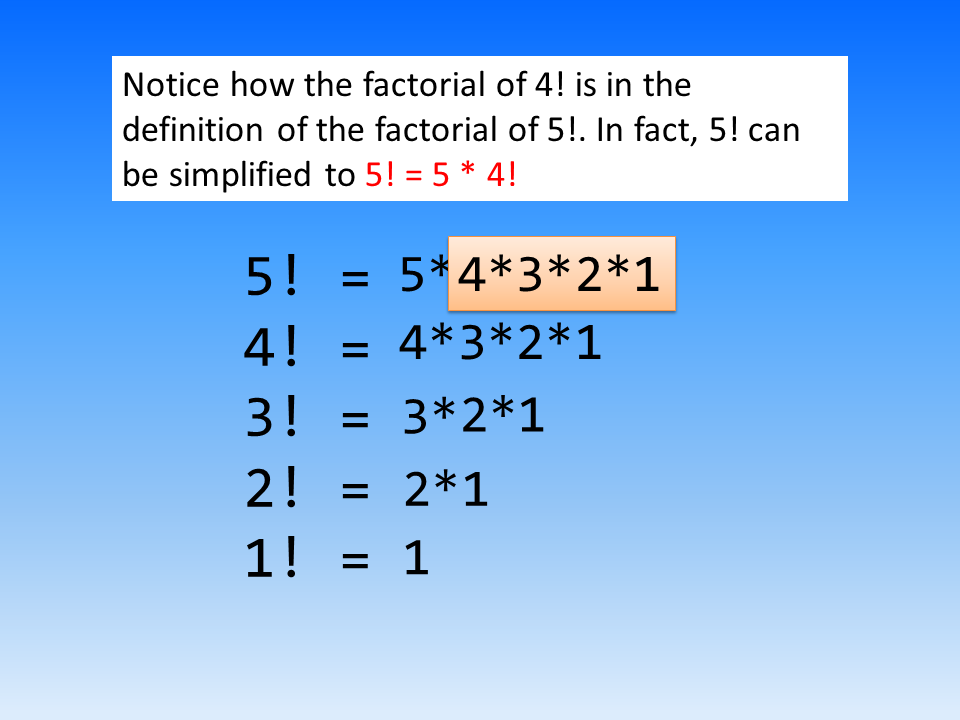 Notice how the factorial of 4! is in the
definition of the factorial of 5!. In fact, 5! can
be simplified to 5! = 5 * 4!
5! = 5*4*3*2*1
4! = 4*3*2*1
3! = 3*2*1
2! = 2*1
1! = 1